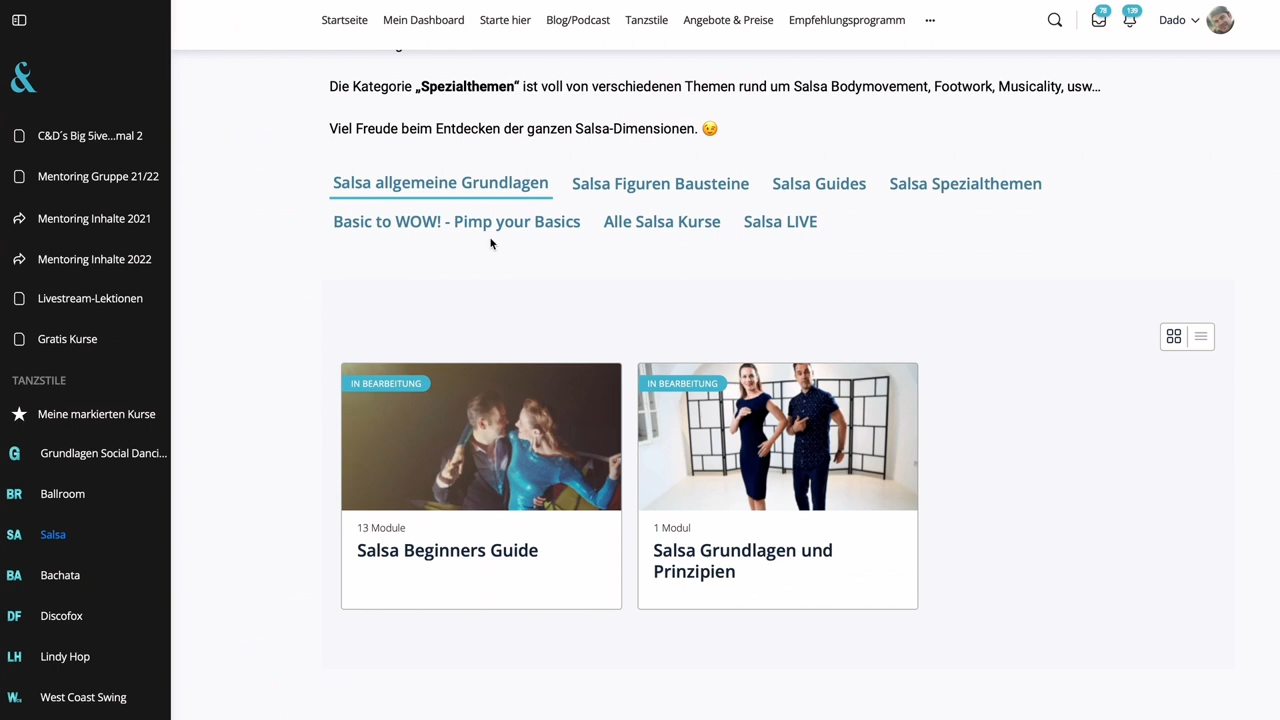 Startseite Mein Dashboard Starte hier Blog/Podcast Tanzstile Angebote & Preise Empfehlungsprogramm ... 78 139 Dado
&
C&D´s Big 5ive...mal 2
Mentoring Gruppe 21/22
Mentoring Inhalte 2021
Mentoring Inhalte 2022
Livestream-Lektionen
Gratis Kurse
TANZSTILE
Meine markierten Kurse
G Grundlagen Social Danci...
BR Ballroom
SA Salsa
BA Bachata
DF Discofox
LH Lindy Hop
W West Coast Swing
Die Kategorie „Spezialthemen“ ist voll von verschiedenen Themen rund um Salsa Bodymovement, Footwork, Musicality, usw...
Viel Freude beim Entdecken der ganzen Salsa-Dimensionen. 😉
Salsa allgemeine Grundlagen Salsa Figuren Bausteine Salsa Guides Salsa Spezialthemen
Basic to WOW! - Pimp your Basics Alle Salsa Kurse Salsa LIVE
IN BEARBEITUNG
13 Module
Salsa Beginners Guide
IN BEARBEITUNG
1 Modul
Salsa Grundlagen und
Prinzipien